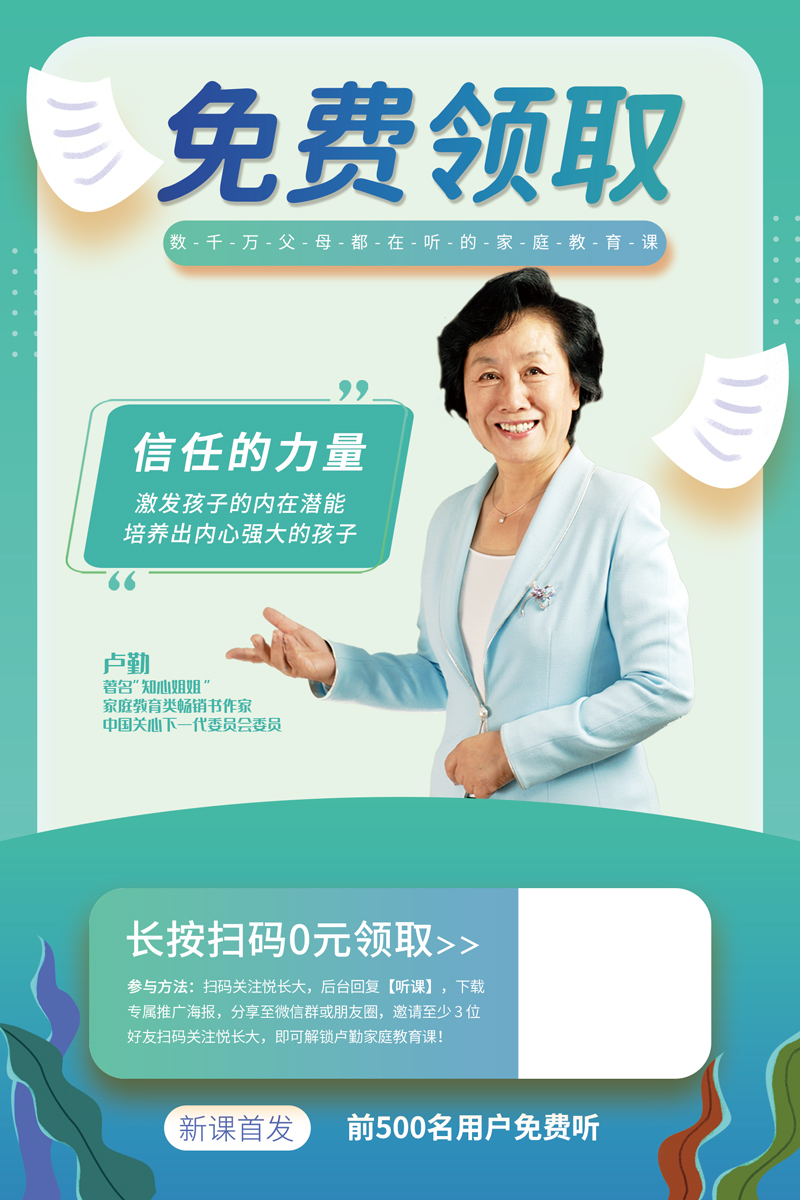 免费领取
数-千-万-父-母-都-在-听-的-家-庭-教-育-课
”
信任的力量
激发孩子的内在潜能
培养出内心强大的孩子
“
卢勤
著名“知心姐姐”
家庭教育类畅销书作家
中国关心下一代委员会委员
长按扫码0元领取>>
参与方法：扫码关注悦长大，后台回复【听课】，下载
专属推广海报，分享至微信群或朋友圈，邀请至少3位
好友扫码关注悦长大，即可解锁卢勤家庭教育课！
新课首发
前500名用户免费听